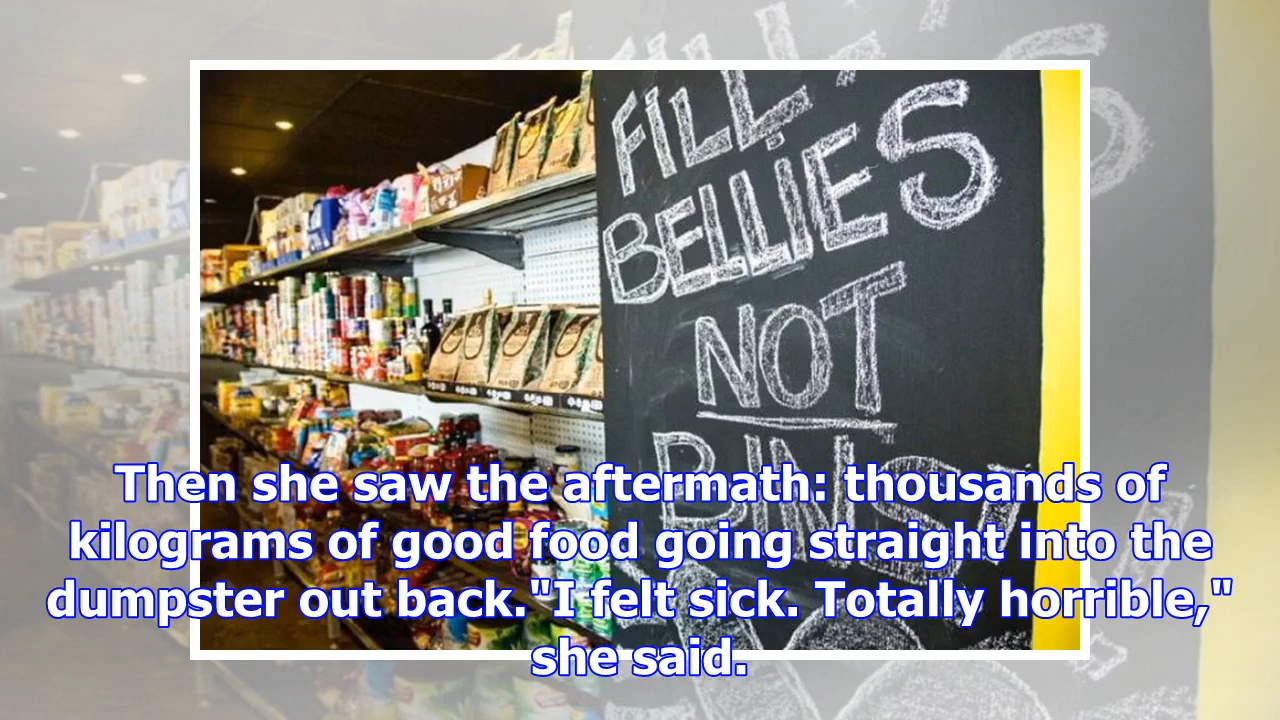 FILL
BELLIES
NOT
BINS
Then she saw the aftermath: thousands of
kilograms of good food going straight into the
dumpster out back."I felt sick. Totally horrible,"
she said.